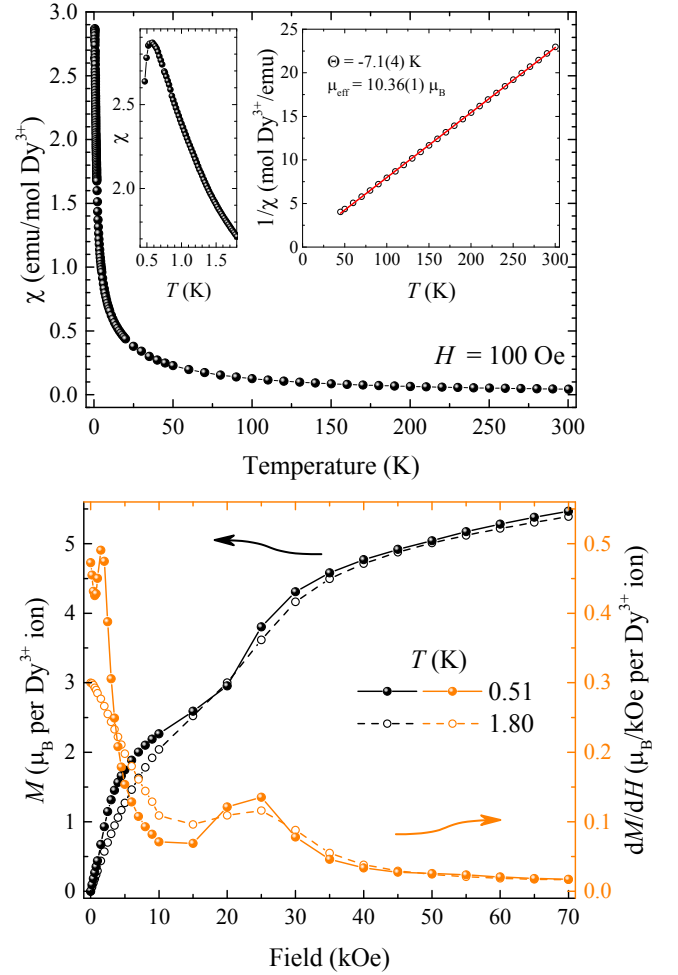 3.0
2.5
2.0
1.5
1.0
0.5
0.0
χ (emu/mol Dy³⁺)
0 50 100 150 200 250 300
Temperature (K)
H = 100 Oe
2.5
2.0
χ
0.5 1.0 1.5
T (K)
Θ = -7.1(4) K
μeff = 10.36(1) μB
25
20
15
10
5
0
1/χ (mol Dy³⁺/emu)
0 50 100 150 200 250 300
T (K)
5
4
3
2
1
0
M (μB per Dy³⁺ ion)
T (K)
0.51
1.80
0.5
0.4
0.3
0.2
0.1
0.0
dM/dH (μB/kOe per Dy³⁺ ion)
0 10 20 30 40 50 60 70
Field (kOe)